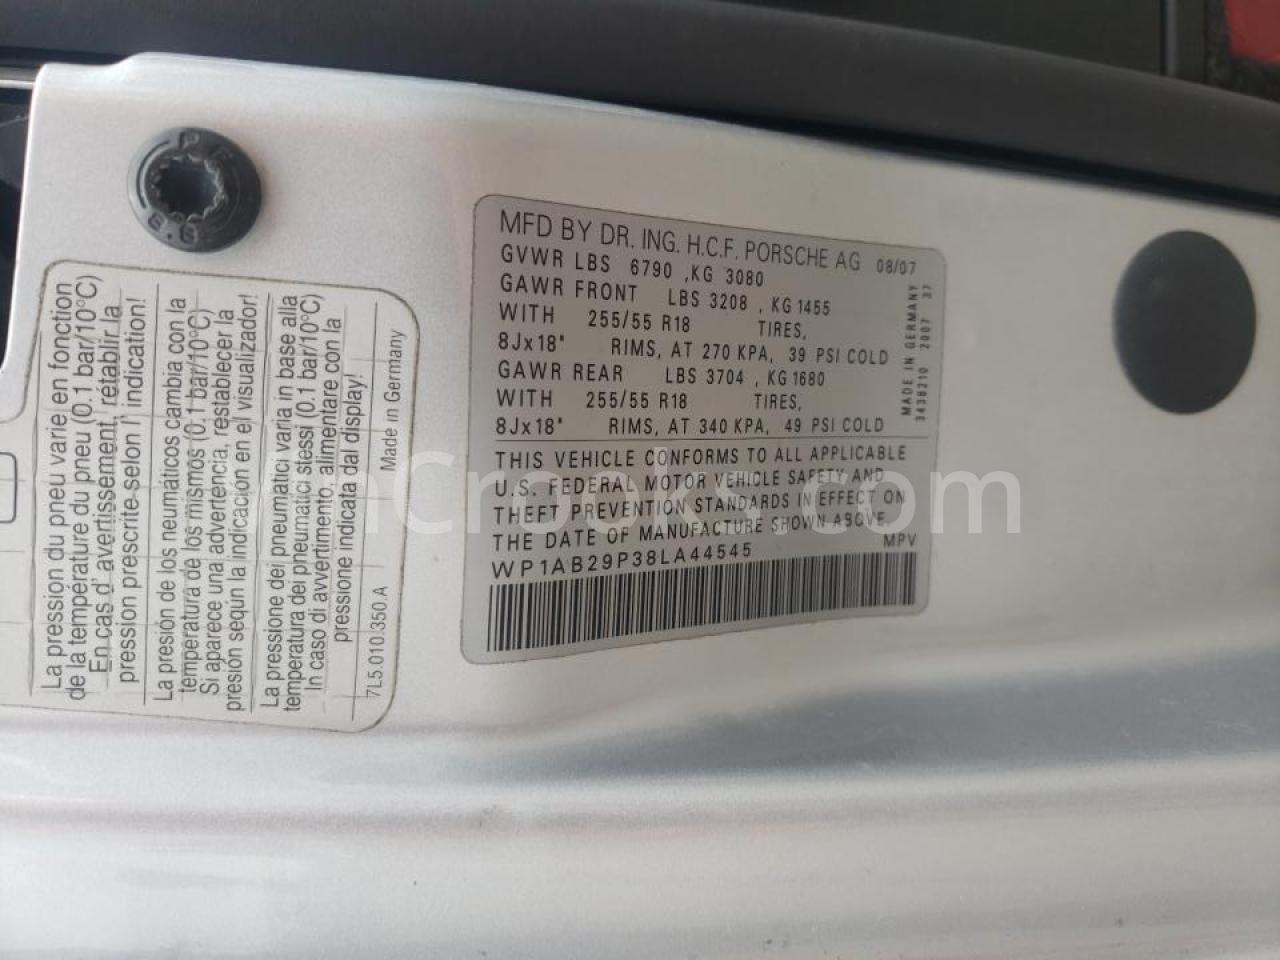 MFD BY DR. ING. H.C.F. PORSCHE AG 08/07
GVWR LBS 6790 ,KG 3080
GAWR FRONT LBS 3208 , KG 1455
WITH 255/55 R18 TIRES,
8Jx18" RIMS, AT 270 KPA, 39 PSI COLD
GAWR REAR LBS 3704 , KG 1680
WITH 255/55 R18 TIRES,
8Jx18" RIMS, AT 340 KPA, 49 PSI COLD
MADE IN GERMANY
3438210 2007 37
THIS VEHICLE CONFORMS TO ALL APPLICABLE
U.S. FEDERAL MOTOR VEHICLE SAFETY AND
THEFT PREVENTION STANDARDS IN EFFECT ON
THE DATE OF MANUFACTURE SHOWN ABOVE
WP1AB29P38LA44545 MPV
La pression du pneu varie en fonction
de la température du pneu (0.1 bar/10°C)
En cas d' avertissement, rétablir la
pression prescrite selon l' indication!
La presión de los neumáticos cambia con la
temperatura de los mismos (0,1 bar/10°C)
Si aparece una advertencia, restablecer la
presión seqún la indicación en el visualizador!
La pressione dei pneumatici varia in base alla
temperatura dei pneumatici stessi (0.1 bar/10°C)
In caso di avvertimento, alimentare con la
pressione indicata dal display!
7L5.010.350.A Made in Germany